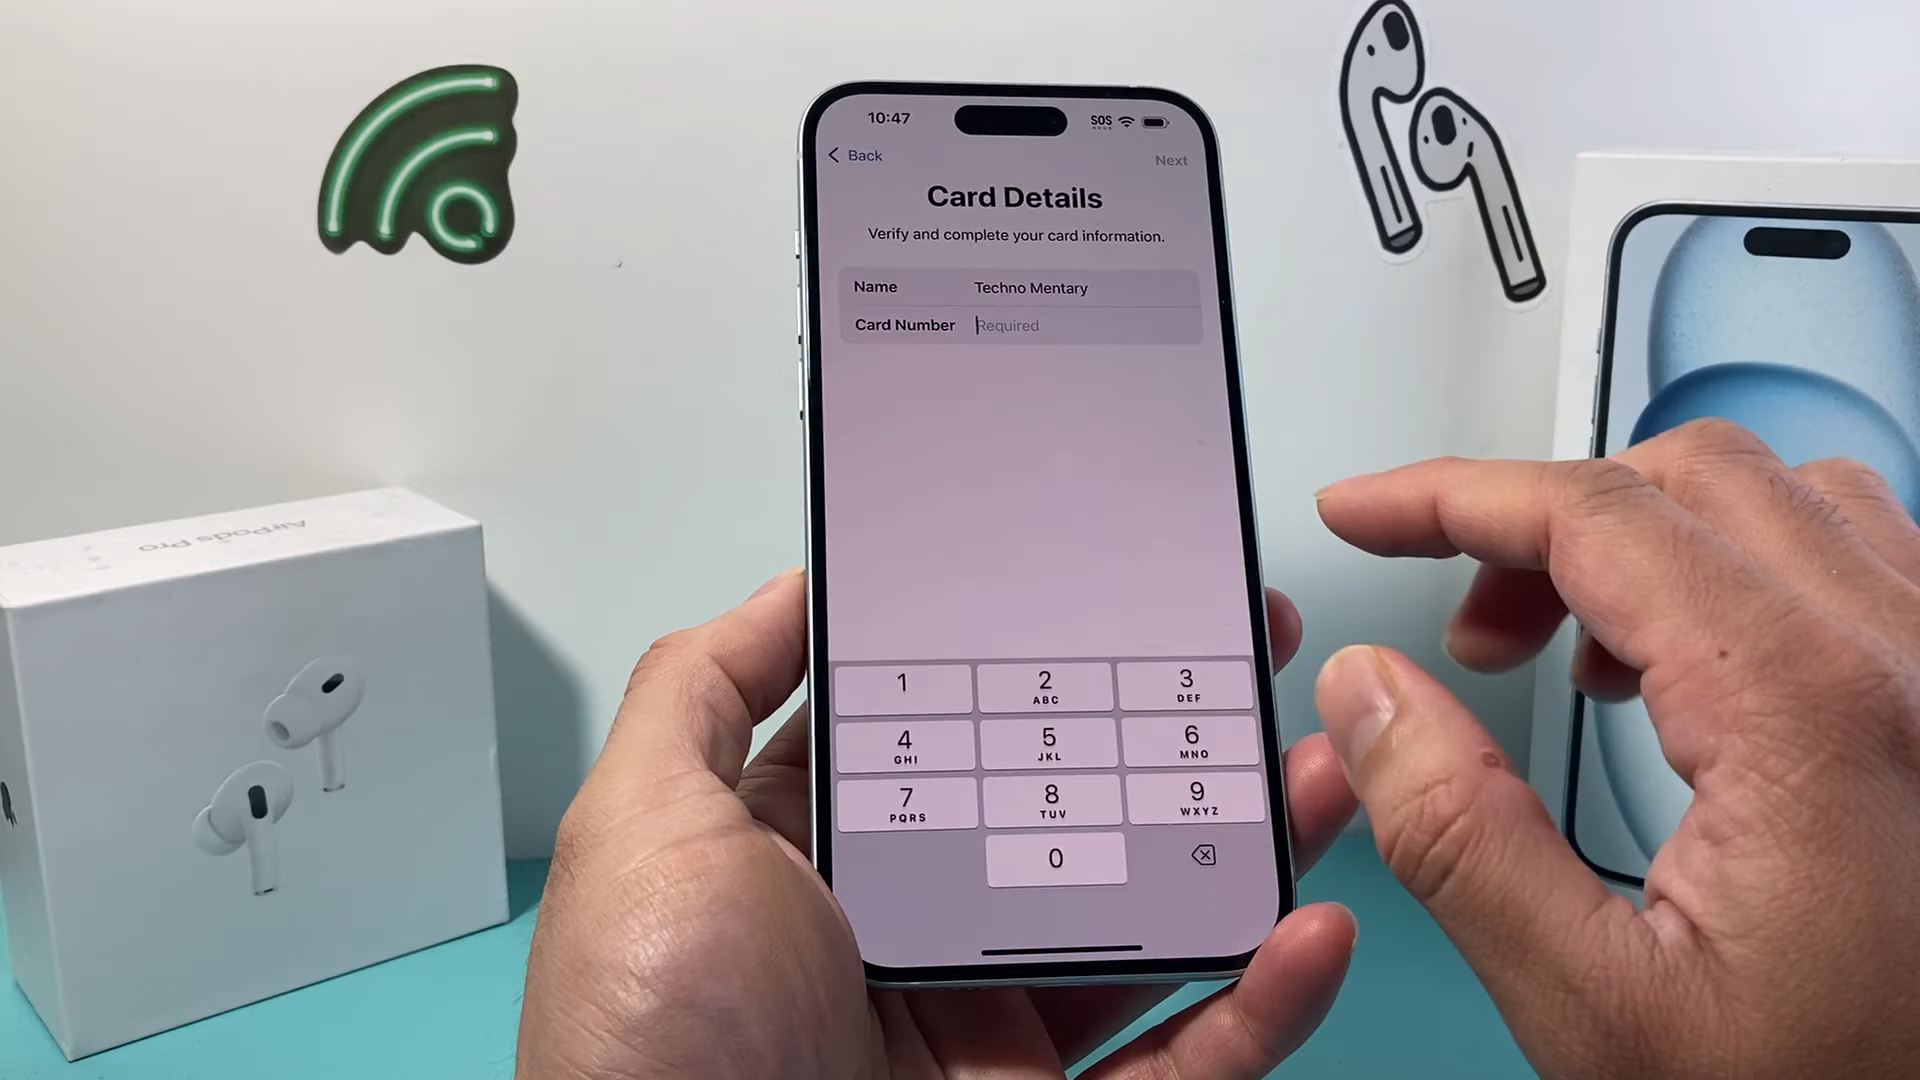 10:47
SOS
Back
Next
Card Details
Verify and complete your card information.
Name Techno Mentary
Card Number Required
1
2 ABC
3 DEF
4 GHI
5 JKL
6 MNO
7 PQRS
8 TUV
9 WXYZ
0
AirPods Pro